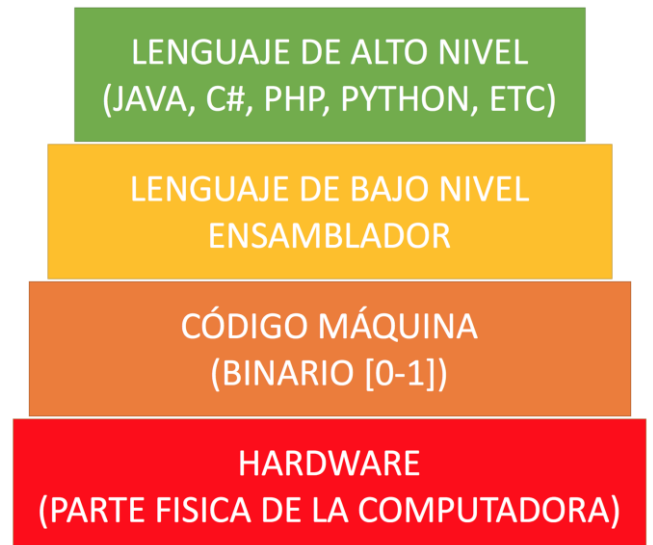 LENGUAJE DE ALTO NIVEL
(JAVA, C#, PHP, PYTHON, ETC)
LENGUAJE DE BAJO NIVEL
ENSAMBLADOR
CÓDIGO MÁQUINA
(BINARIO [0-1])
HARDWARE
(PARTE FISICA DE LA COMPUTADORA)